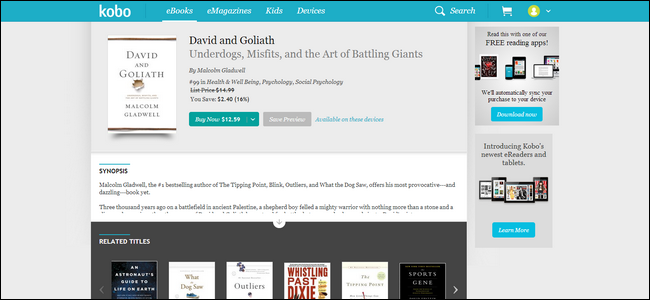 kobo
eBooks
eMagazines
Kids
Devices
Search
DAVID
AND
GOLIATH
MALCOLM
GLADWELL
David and Goliath
Underdogs, Misfits, and the Art of Battling Giants
By Malcolm Gladwell
#99 in Health & Well Being, Psychology, Social Psychology
List Price $14.99
You Save: $2.40 (16%)
Buy Now $12.59
Save Preview
Available on these devices
Read this with one of our
FREE reading apps!
We'll automatically sync your
purchase to your device
Download now
Introducing Kobo's
newest eReaders and
tablets.
Learn More
SYNOPSIS
Malcolm Gladwell, the #1 bestselling author of The Tipping Point, Blink, Outliers, and What the Dog Saw, offers his most provocative—and
dazzling—book yet.
Three thousand years ago on a battlefield in ancient Palestine, a shepherd boy felled a mighty warrior with nothing more than a stone and a
RELATED TITLES
AN
ASTRONAUT'S
GUIDE TO
LIFE ON EARTH
What
the
Dog Saw
Outliers
WHISTLING
PAST
DIXIE
The
TIPPING
POINT
THE
SPORTS
GENE